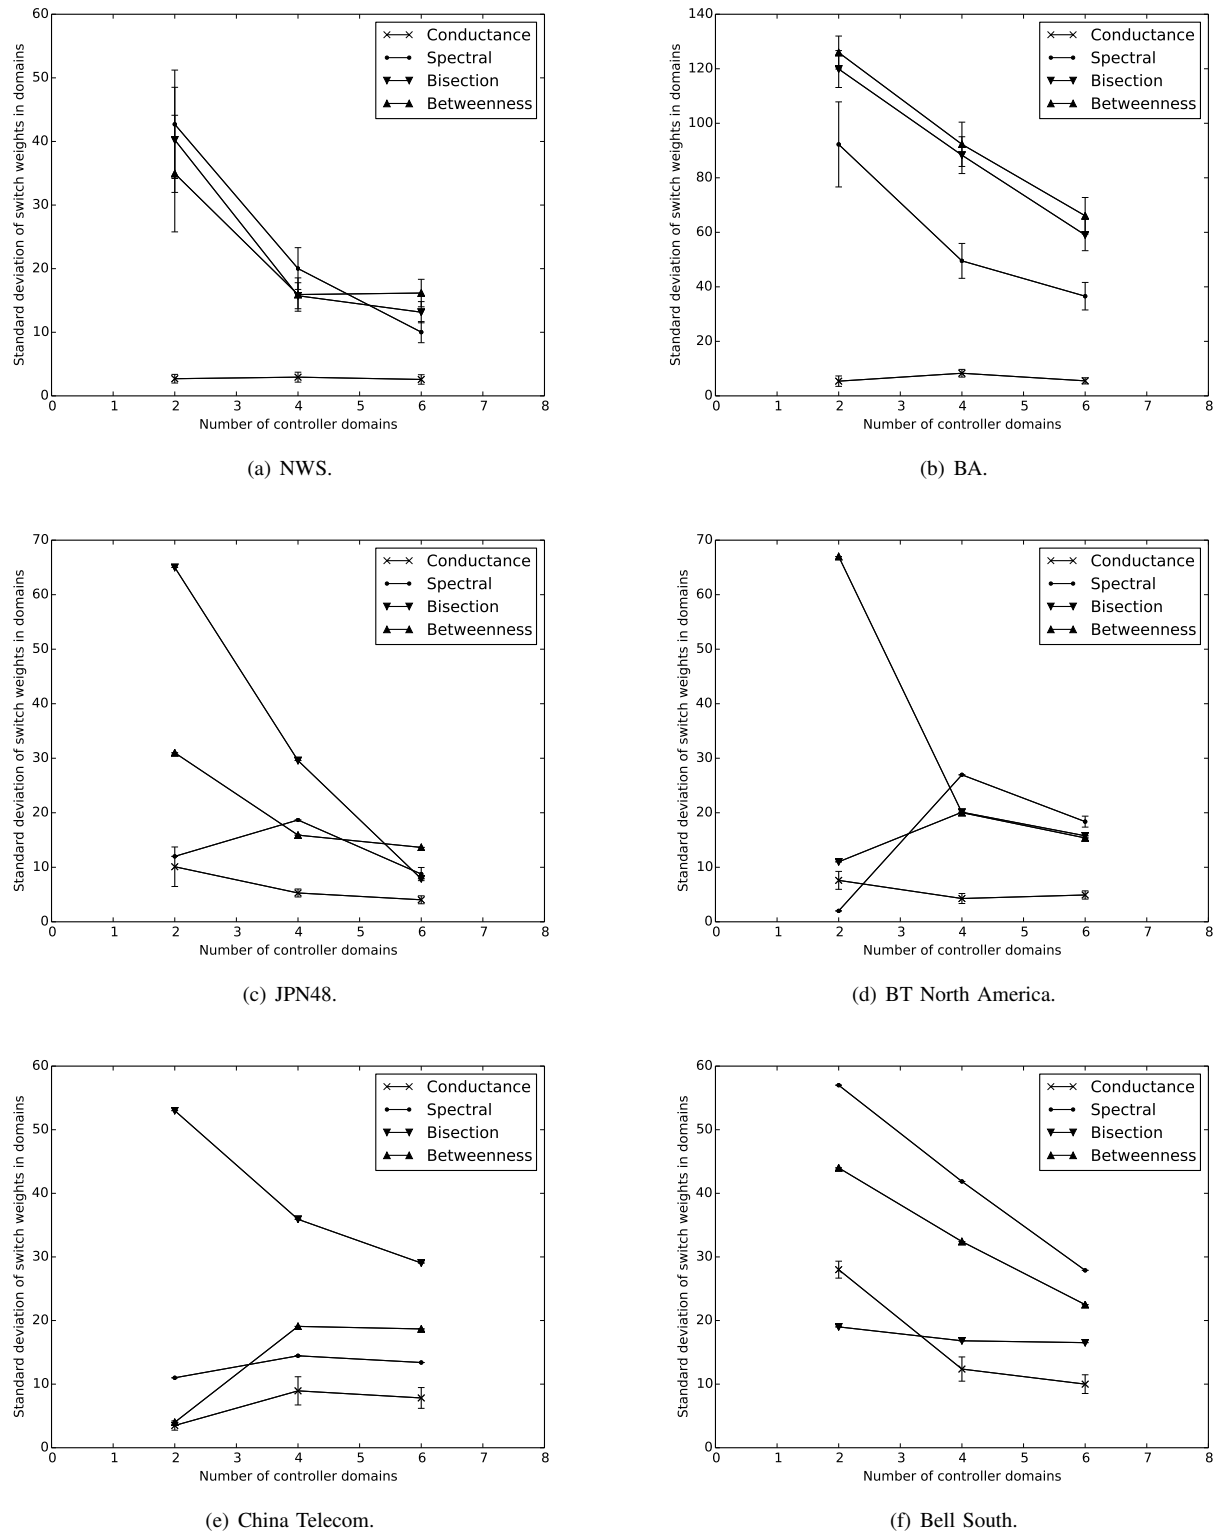 Standard deviation of switch weights in domains
60
50
40
30
20
10
0
0 1 2 3 4 5 6 7 8
Number of controller domains
Conductance
Spectral
Bisection
Betweenness
(a) NWS.
Standard deviation of switch weights in domains
140
120
100
80
60
40
20
0
0 1 2 3 4 5 6 7 8
Number of controller domains
Conductance
Spectral
Bisection
Betweenness
(b) BA.
Standard deviation of switch weights in domains
70
60
50
40
30
20
10
0
0 1 2 3 4 5 6 7 8
Number of controller domains
Conductance
Spectral
Bisection
Betweenness
(c) JPN48.
Standard deviation of switch weights in domains
70
60
50
40
30
20
10
0
0 1 2 3 4 5 6 7 8
Number of controller domains
Conductance
Spectral
Bisection
Betweenness
(d) BT North America.
Standard deviation of switch weights in domains
60
50
40
30
20
10
0
0 1 2 3 4 5 6 7 8
Number of controller domains
Conductance
Spectral
Bisection
Betweenness
(e) China Telecom.
Standard deviation of switch weights in domains
60
50
40
30
20
10
0
0 1 2 3 4 5 6 7 8
Number of controller domains
Conductance
Spectral
Bisection
Betweenness
(f) Bell South.